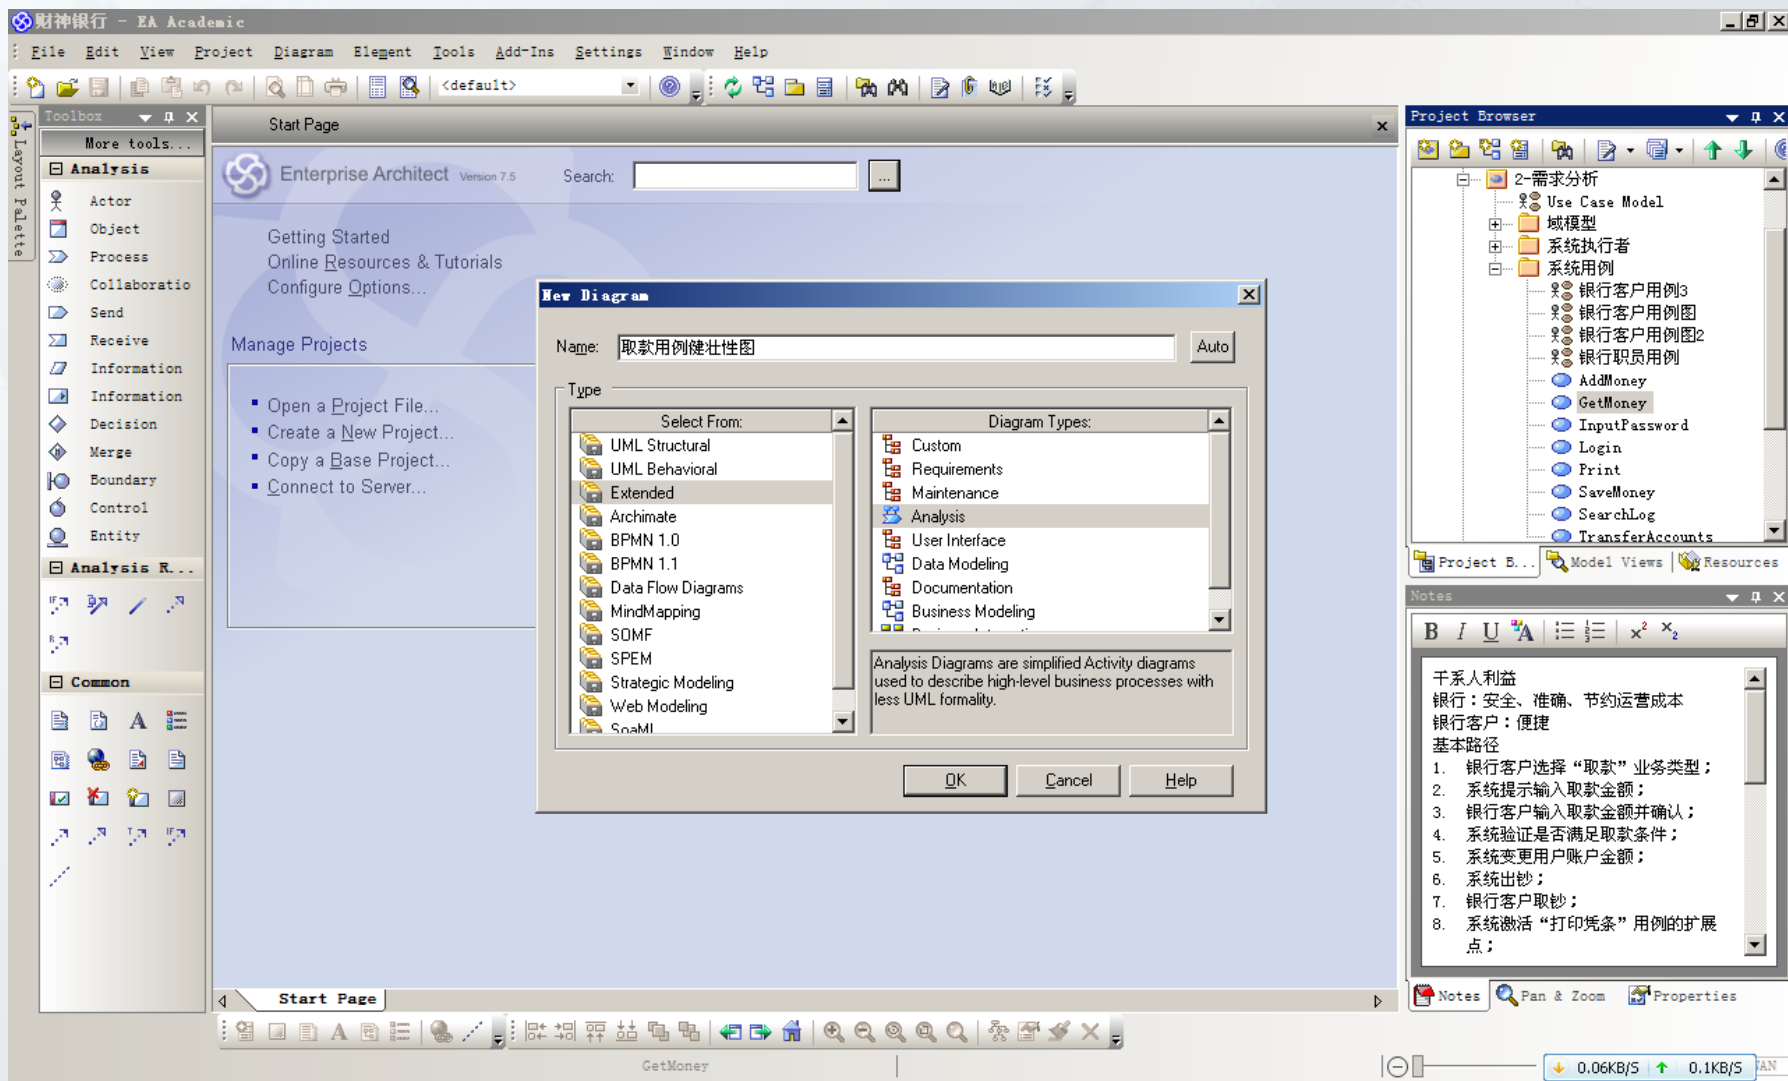 财神银行 - EA Academic
File Edit View Project Diagram Element Tools Add-Ins Settings Window Help
<default>
Layout Palette
Toolbox
More tools...
Analysis
Actor
Object
Process
Collaboratio
Send
Receive
Information
Information
Decision
Merge
Boundary
Control
Entity
Analysis R...
Common
Start Page
Enterprise Architect Version 7.5
Search:
...
Getting Started
Online Resources & Tutorials
Configure Options...
Manage Projects
Open a Project File...
Create a New Project...
Copy a Base Project...
Connect to Server...
New Diagram
Name: 取款用例健壮性图 Auto
Type
Select From:
UML Structural
UML Behavioral
Extended
Archimate
BPMN 1.0
BPMN 1.1
Data Flow Diagrams
MindMapping
SOMF
SPEM
Strategic Modeling
Web Modeling
SoaML
Diagram Types:
Custom
Requirements
Maintenance
Analysis
User Interface
Data Modeling
Documentation
Business Modeling
Analysis Diagrams are simplified Activity diagrams
used to describe high-level business processes with
less UML formality.
OK Cancel Help
Start Page
GetMoney
Project Browser
2-需求分析
Use Case Model
域模型
系统执行者
系统用例
银行客户用例3
银行客户用例图
银行客户用例图2
银行职员用例
AddMoney
GetMoney
InputPassword
Login
Print
SaveMoney
SearchLog
TransferAccounts
Project B... Model Views Resources
Notes
B I U A x² x₂
干系人利益
银行：安全、准确、节约运营成本
银行客户：便捷
基本路径
1. 银行客户选择“取款”业务类型；
2. 系统提示输入取款金额；
3. 银行客户输入取款金额并确认；
4. 系统验证是否满足取款条件；
5. 系统变更用户账户金额；
6. 系统出钞；
7. 银行客户取钞；
8. 系统激活“打印凭条”用例的扩展
点；
Notes Pan & Zoom Properties
0.06KB/S 0.1KB/S